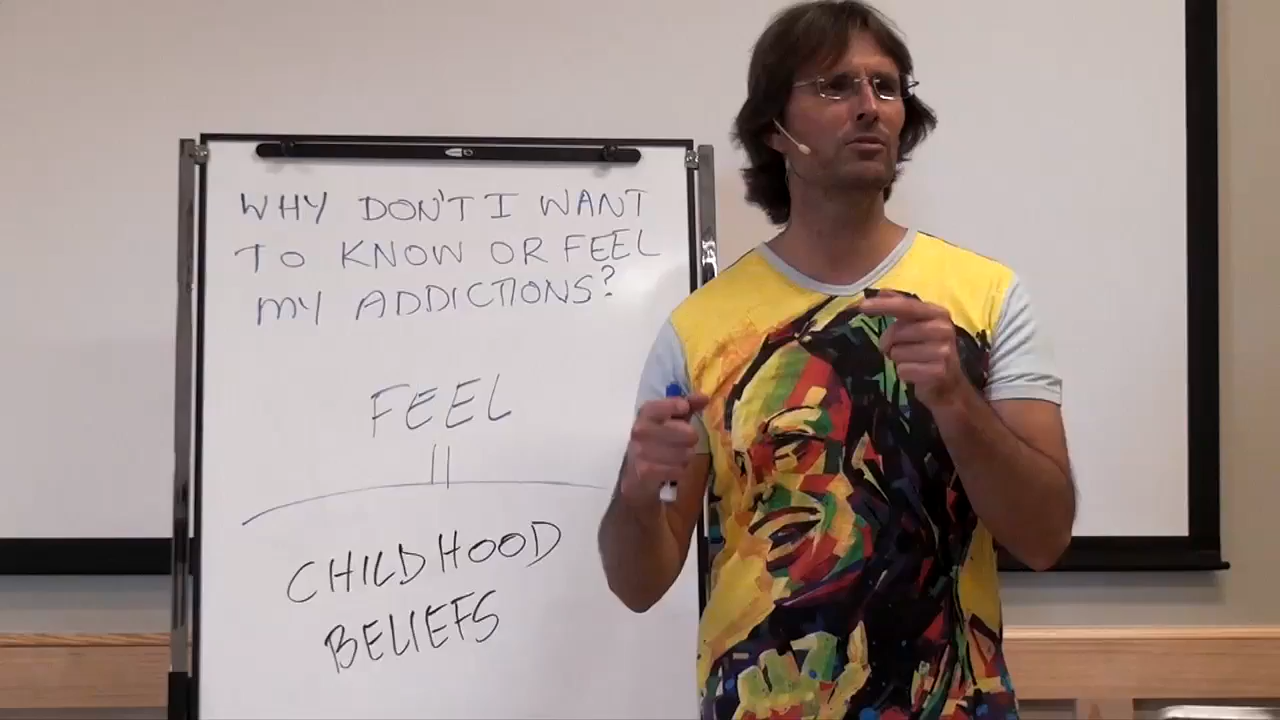 WHY DON'T I WANT
TO KNOW OR FEEL
MY ADDICTIONS?
FEEL
CHILDHOOD
BELIEFS